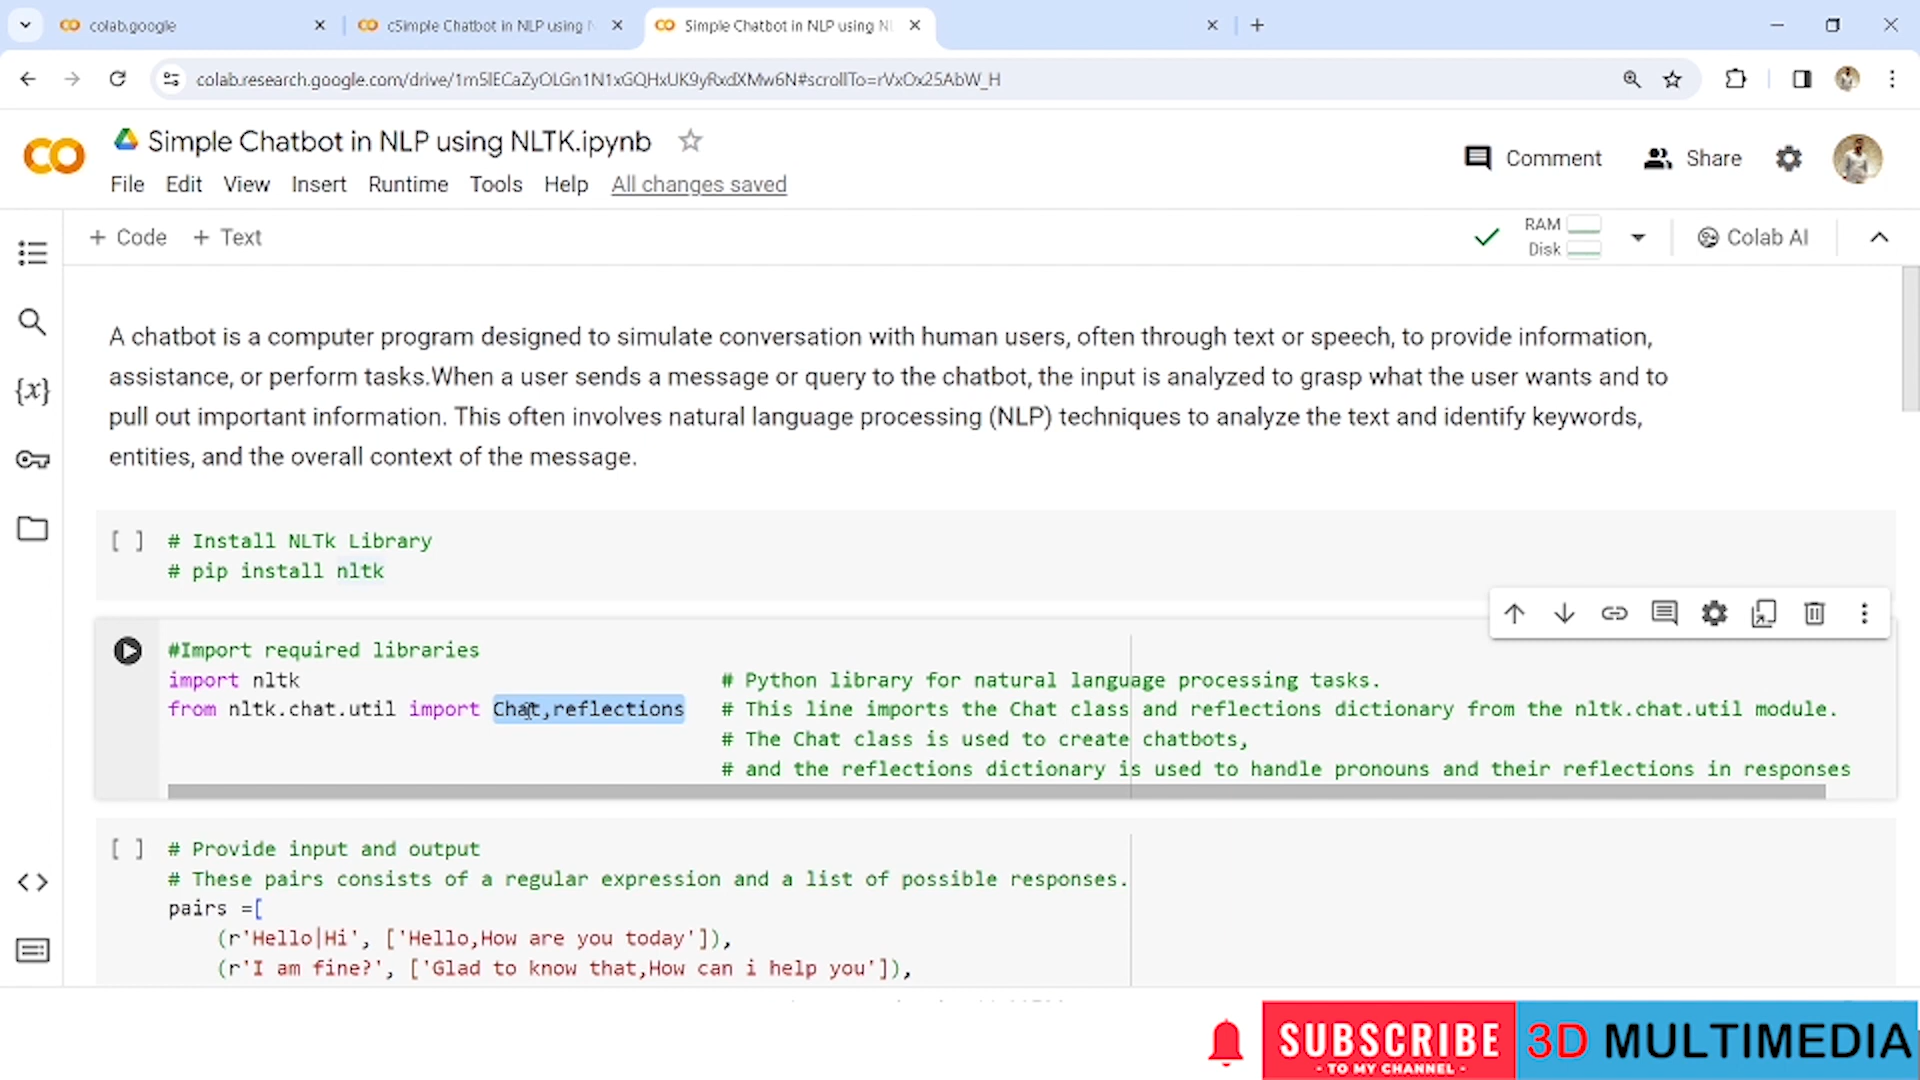 colab.google
cSimple Chatbot in NLP using N
Simple Chatbot in NLP using NL
colab.research.google.com/drive/1m5lECaZyOLGn1N1xGQHxUK9yRxdXMw6N#scrollTo=rVxOx25AbW_H
CO
Simple Chatbot in NLP using NLTK.ipynb
Comment
Share
File Edit View Insert Runtime Tools Help All changes saved
+ Code + Text
RAM
Disk
Colab AI
A chatbot is a computer program designed to simulate conversation with human users, often through text or speech, to provide information,
assistance, or perform tasks.When a user sends a message or query to the chatbot, the input is analyzed to grasp what the user wants and to
pull out important information. This often involves natural language processing (NLP) techniques to analyze the text and identify keywords,
entities, and the overall context of the message.
[ ] # Install NLTk Library
# pip install nltk
#Import required libraries
import nltk # Python library for natural language processing tasks.
from nltk.chat.util import Chat,reflections # This line imports the Chat class and reflections dictionary from the nltk.chat.util module.
# The Chat class is used to create chatbots,
# and the reflections dictionary is used to handle pronouns and their reflections in responses
[ ] # Provide input and output
# These pairs consists of a regular expression and a list of possible responses.
pairs =[
(r'Hello|Hi', ['Hello,How are you today']),
(r'I am fine?', ['Glad to know that,How can i help you']),
SUBSCRIBE
- TO MY CHANNEL -
3D MULTIMEDIA